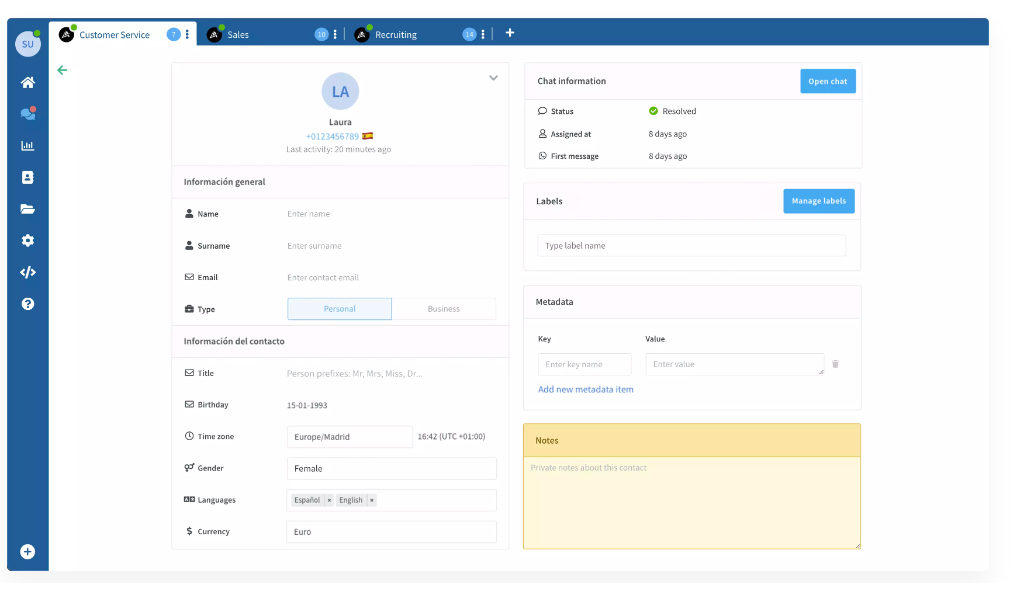 SU
Customer Service 7
Sales 10
Recruiting 14
LA
Laura
+0123456789
Last activity: 20 minutes ago
Información general
Name Enter name
Surname Enter surname
Email Enter contact email
Type Personal Business
Información del contacto
Title Person prefixes: Mr, Mrs, Miss, Dr...
Birthday 15-01-1993
Time zone Europe/Madrid 16:42 (UTC +01:00)
Gender Female
Languages Español × English ×
Currency Euro
Chat information Open chat
Status Resolved
Assigned at 8 days ago
First message 8 days ago
Labels Manage labels
Type label name
Metadata
Key Value
Enter key name Enter value
Add new metadata item
Notes
Private notes about this contact